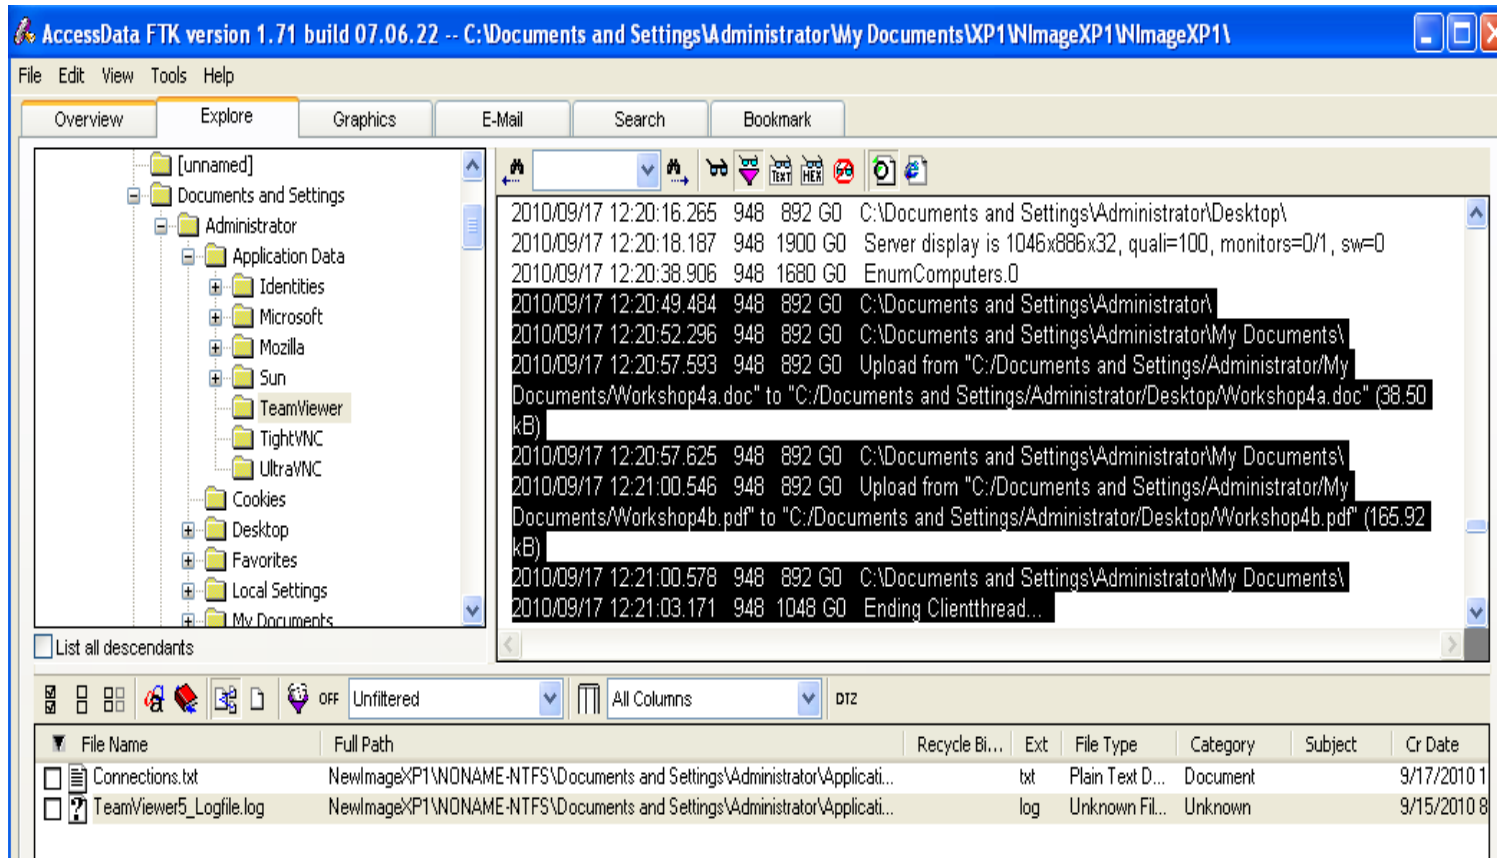 AccessData FTK version 1.71 build 07.06.22 -- C:\Documents and Settings\Administrator\My Documents\XP1\NImageXP1\NImageXP1\
File Edit View Tools Help
Overview Explore Graphics E-Mail Search Bookmark
[unnamed]
Documents and Settings
Administrator
Application Data
Identities
Microsoft
Mozilla
Sun
TeamViewer
TightVNC
UltraVNC
Cookies
Desktop
Favorites
Local Settings
My Documents
List all descendants
TEXT HEX
2010/09/17 12:20:16.265 948 892 G0 C:\Documents and Settings\Administrator\Desktop\
2010/09/17 12:20:18.187 948 1900 G0 Server display is 1046x886x32, quali=100, monitors=0/1, sw=0
2010/09/17 12:20:38.906 948 1680 G0 EnumComputers.0
2010/09/17 12:20:49.484 948 892 G0 C:\Documents and Settings\Administrator\
2010/09/17 12:20:52.296 948 892 G0 C:\Documents and Settings\Administrator\My Documents\
2010/09/17 12:20:57.593 948 892 G0 Upload from "C:/Documents and Settings/Administrator/My
Documents/Workshop4a.doc" to "C:/Documents and Settings/Administrator/Desktop/Workshop4a.doc" (38.50
kB)
2010/09/17 12:20:57.625 948 892 G0 C:\Documents and Settings\Administrator\My Documents\
2010/09/17 12:21:00.546 948 892 G0 Upload from "C:/Documents and Settings/Administrator/My
Documents/Workshop4b.pdf" to "C:/Documents and Settings/Administrator/Desktop/Workshop4b.pdf" (165.92
kB)
2010/09/17 12:21:00.578 948 892 G0 C:\Documents and Settings\Administrator\My Documents\
2010/09/17 12:21:03.171 948 1048 G0 Ending Clientthread...
OFF Unfiltered All Columns DTZ
File Name Full Path Recycle Bi... Ext File Type Category Subject Cr Date
Connections.txt NewImageXP1\NONAME-NTFS\Documents and Settings\Administrator\Applicati... txt Plain Text D... Document 9/17/2010 1
TeamViewer5_Logfile.log NewImageXP1\NONAME-NTFS\Documents and Settings\Administrator\Applicati... log Unknown Fil... Unknown 9/15/2010 8